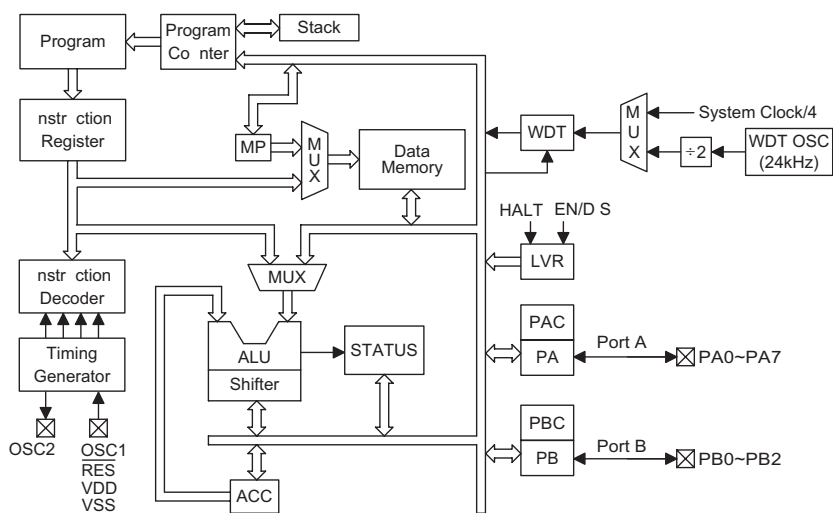 Program
Program
Co nter
Stack
nstr ction
Register
MP
MUX
Data
Memory
WDT
MUX
System Clock/4
÷2
WDT OSC
(24kHz)
HALT
EN/D S
LVR
nstr ction
Decoder
MUX
ALU
Shifter
STATUS
Timing
Generator
OSC2
OSC1
RES
VDD
VSS
ACC
PAC
PA
Port A
PA0~PA7
PBC
PB
Port B
PB0~PB2